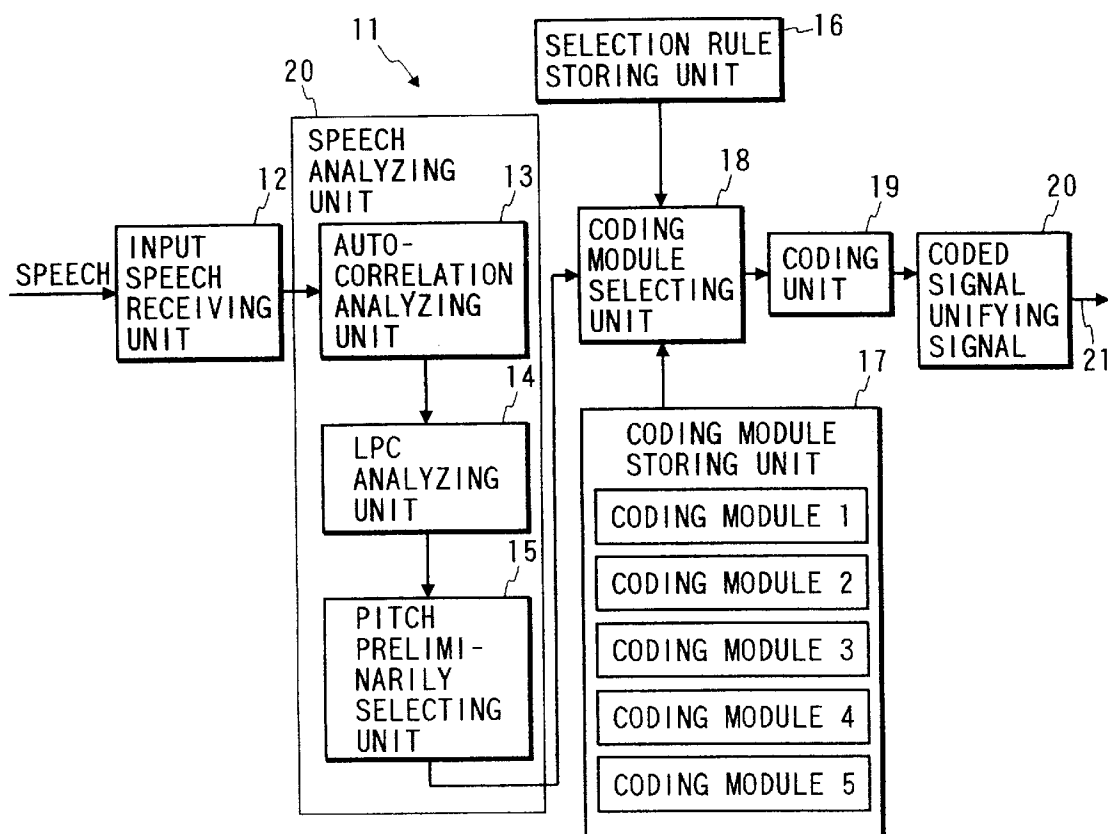 11
16
SELECTION RULE
STORING UNIT
20
SPEECH
ANALYZING
UNIT
12
INPUT
SPEECH
RECEIVING
UNIT
SPEECH
13
AUTO-
CORRELATION
ANALYZING
UNIT
14
LPC
ANALYZING
UNIT
15
PITCH
PRELIMI-
NARILY
SELECTING
UNIT
18
CODING
MODULE
SELECTING
UNIT
19
CODING
UNIT
20
CODED
SIGNAL
UNIFYING
SIGNAL
21
17
CODING MODULE
STORING UNIT
CODING MODULE 1
CODING MODULE 2
CODING MODULE 3
CODING MODULE 4
CODING MODULE 5